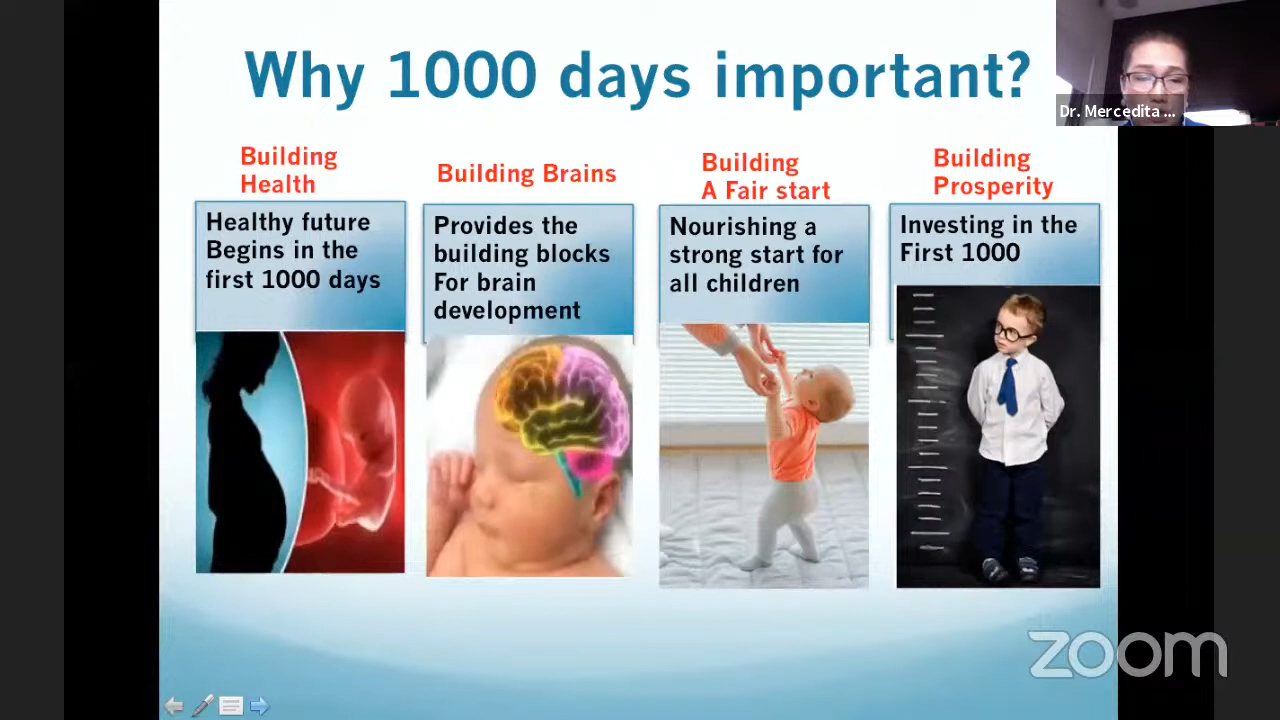 Why 1000 days important?
Dr. Mercedita ...
Building
Health
Healthy future
Begins in the
first 1000 days
Building Brains
Provides the
building blocks
For brain
development
Building
A Fair start
Nourishing a
strong start for
all children
Building
Prosperity
Investing in the
First 1000
zoom